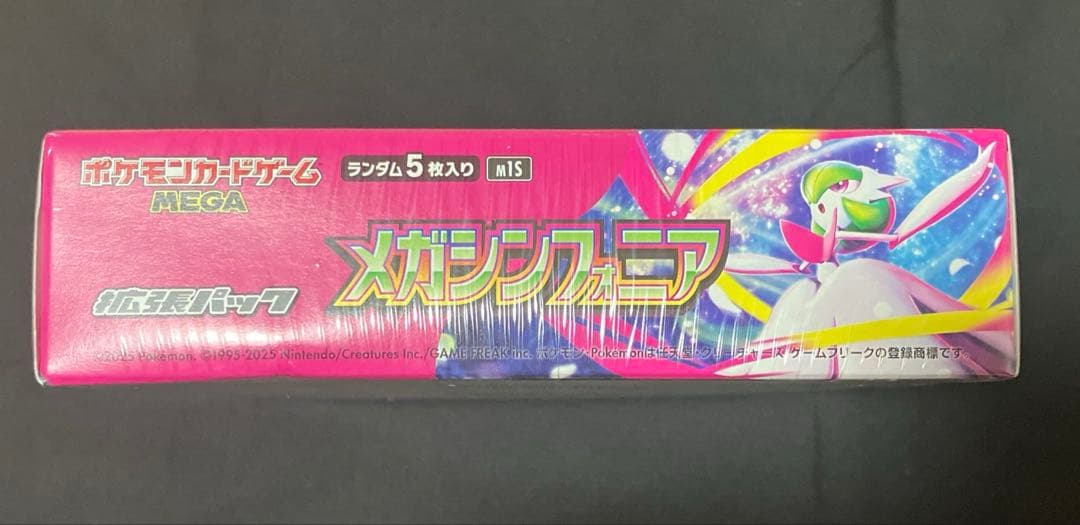 ポケモンカードゲーム
MEGA
ランダム5枚入り m1S
メガシンフォニア
拡張パック
©2025 Pokémon. ©1995-2025 Nintendo/Creatures Inc./GAME FREAK inc. ポケモン・Pokémonは任天堂・クリーチャーズ・ゲームフリークの登録商標です。